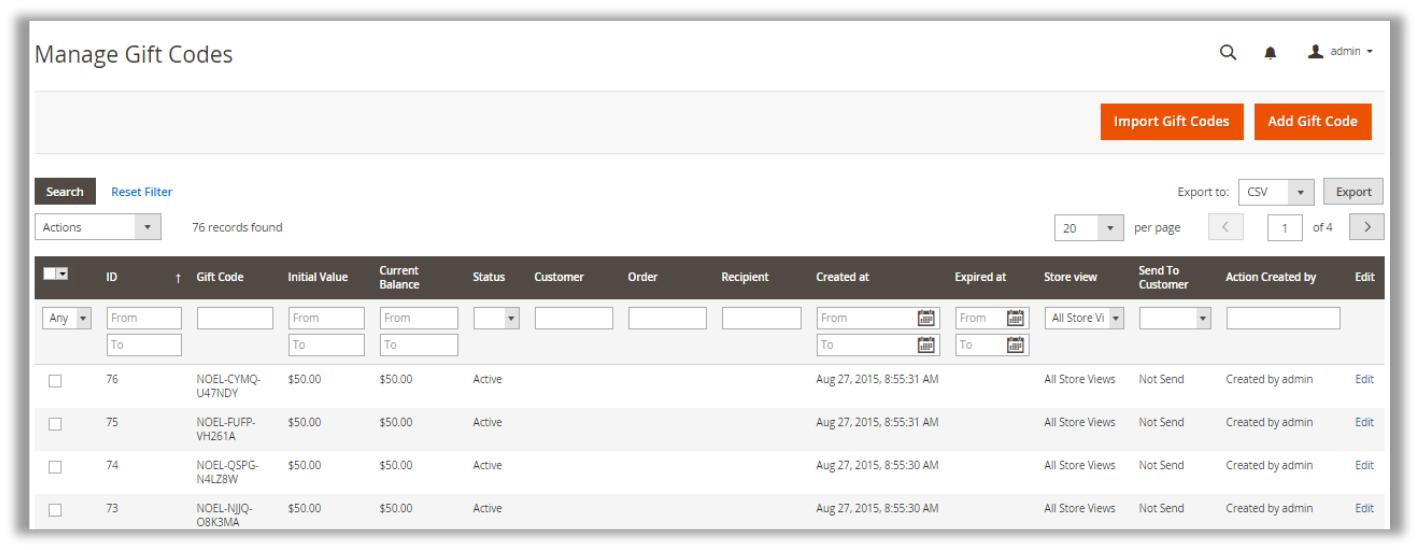 Manage Gift Codes
admin
Import Gift Codes Add Gift Code
Search Reset Filter Export to: CSV Export
Actions 76 records found 20 per page 1 of 4
ID ↑ Gift Code Initial Value Current Balance Status Customer Order Recipient Created at Expired at Store view Send To Customer Action Created by Edit
Any From From From From From All Store Vi
To To To To To
76 NOEL-CYMQ-U47NDY $50.00 $50.00 Active Aug 27, 2015, 8:55:31 AM All Store Views Not Send Created by admin Edit
75 NOEL-FUFP-VH261A $50.00 $50.00 Active Aug 27, 2015, 8:55:31 AM All Store Views Not Send Created by admin Edit
74 NOEL-QSPG-N4LZ8W $50.00 $50.00 Active Aug 27, 2015, 8:55:30 AM All Store Views Not Send Created by admin Edit
73 NOEL-NJJQ-O8K3MA $50.00 $50.00 Active Aug 27, 2015, 8:55:30 AM All Store Views Not Send Created by admin Edit